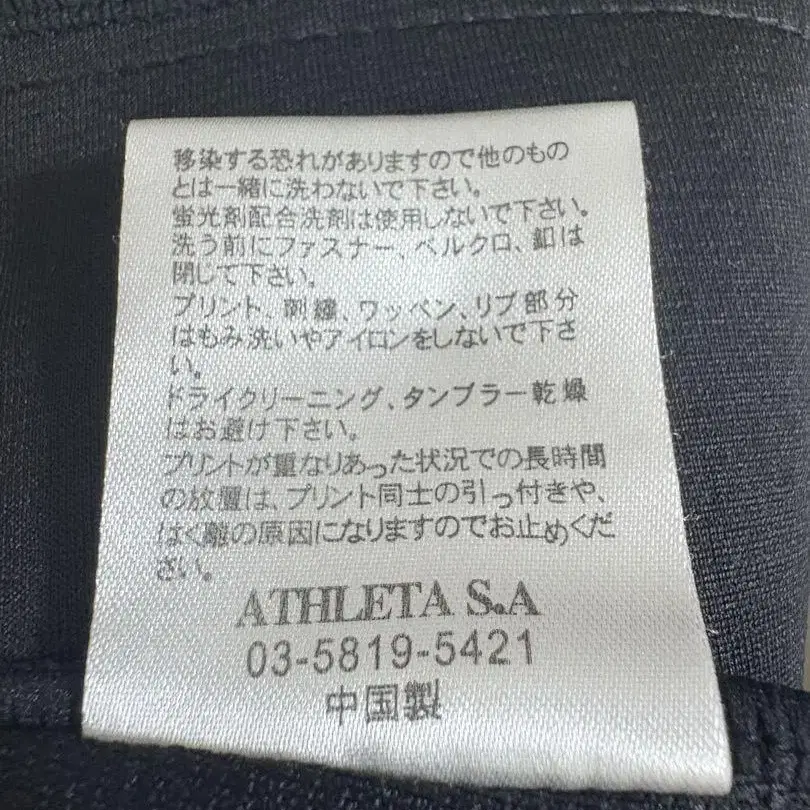 移染する恐れがありますので他のもの
とは一緒に洗わないで下さい。
蛍光剤配合洗剤は使用しないで下さい。
洗う前にファスナー、ベルクロ、釦は
閉じて下さい。
プリント、刺繍、ワッペン、リブ部分
はもみ洗いやアイロンをしないで下さ
い。
ドライクリーニング、タンブラー乾燥
はお避け下さい。
プリントが重なりあった状況での長時間
の放置は、プリント同士の引っ付きや、
はく離の原因になりますのでお止めくだ
さい。
ATHLETA S.A
03-5819-5421
中国製